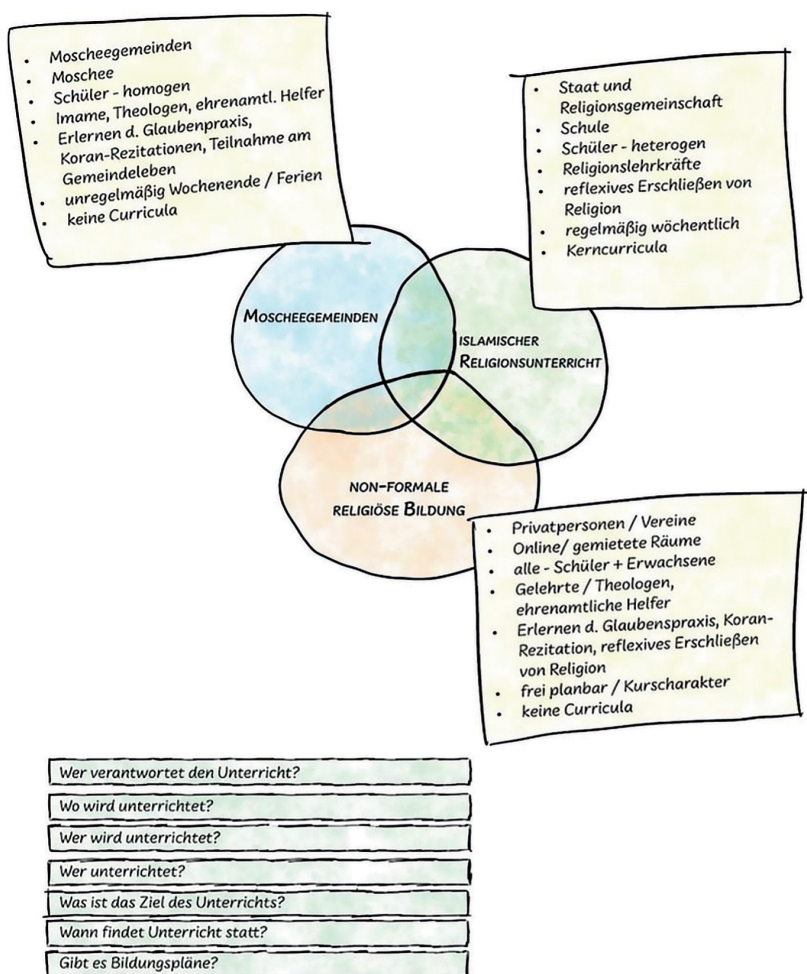 • Moscheegemeinden
• Moschee
• Schüler - homogen
• Imame, Theologen, ehrenamtl. Helfer
• Erlernen d. Glaubenpraxis,
Koran-Rezitationen, Teilnahme am
Gemeindeleben
• unregelmäßig Wochenende / Ferien
• keine Curricula
• Staat und
Religionsgemeinschaft
• Schule
• Schüler - heterogen
• Religionslehrkräfte
• reflexives Erschließen von
Religion
• regelmäßig wöchentlich
• Kerncurricula
MOSCHEEGEMEINDEN
ISLAMISCHER
RELIGIONSUNTERRICHT
NON-FORMALE
RELIGIÖSE BILDUNG
• Privatpersonen / Vereine
• Online/ gemietete Räume
• alle - Schüler + Erwachsene
• Gelehrte / Theologen,
ehrenamtliche Helfer
• Erlernen d. Glaubenspraxis, Koran-
Rezitation, reflexives Erschließen
von Religion
• frei planbar / Kurscharakter
• keine Curricula
Wer verantwortet den Unterricht?
Wo wird unterrichtet?
Wer wird unterrichtet?
Wer unterrichtet?
Was ist das Ziel des Unterrichts?
Wann findet Unterricht statt?
Gibt es Bildungspläne?